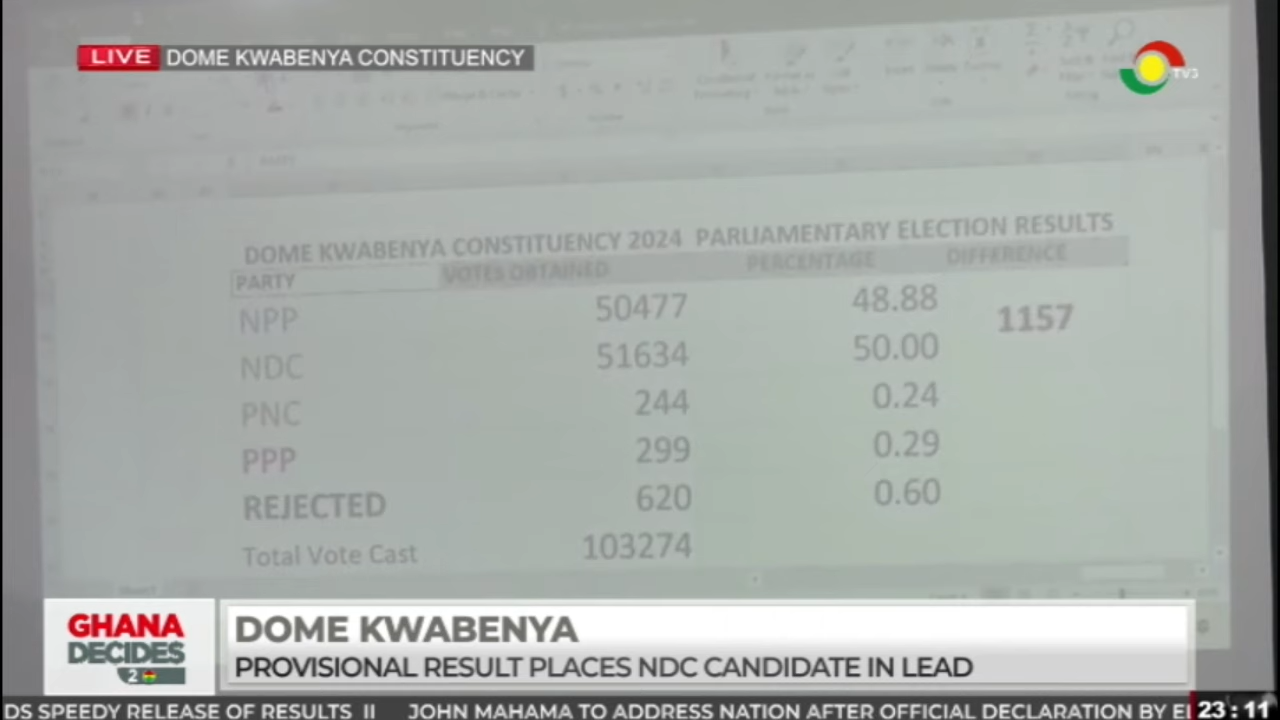 LIVE DOME KWABENYA CONSTITUENCY
TV3
DOME KWABENYA CONSTITUENCY 2024 PARLIAMENTARY ELECTION RESULTS
PARTY VOTES OBTAINED PERCENTAGE DIFFERENCE
NPP 50477 48.88 1157
NDC 51634 50.00
PNC 244 0.24
PPP 299 0.29
REJECTED 620 0.60
Total Vote Cast 103274
GHANA
DECIDES
2
DOME KWABENYA
PROVISIONAL RESULT PLACES NDC CANDIDATE IN LEAD
DS SPEEDY RELEASE OF RESULTS II JOHN MAHAMA TO ADDRESS NATION AFTER OFFICIAL DECLARATION BY E 23:11